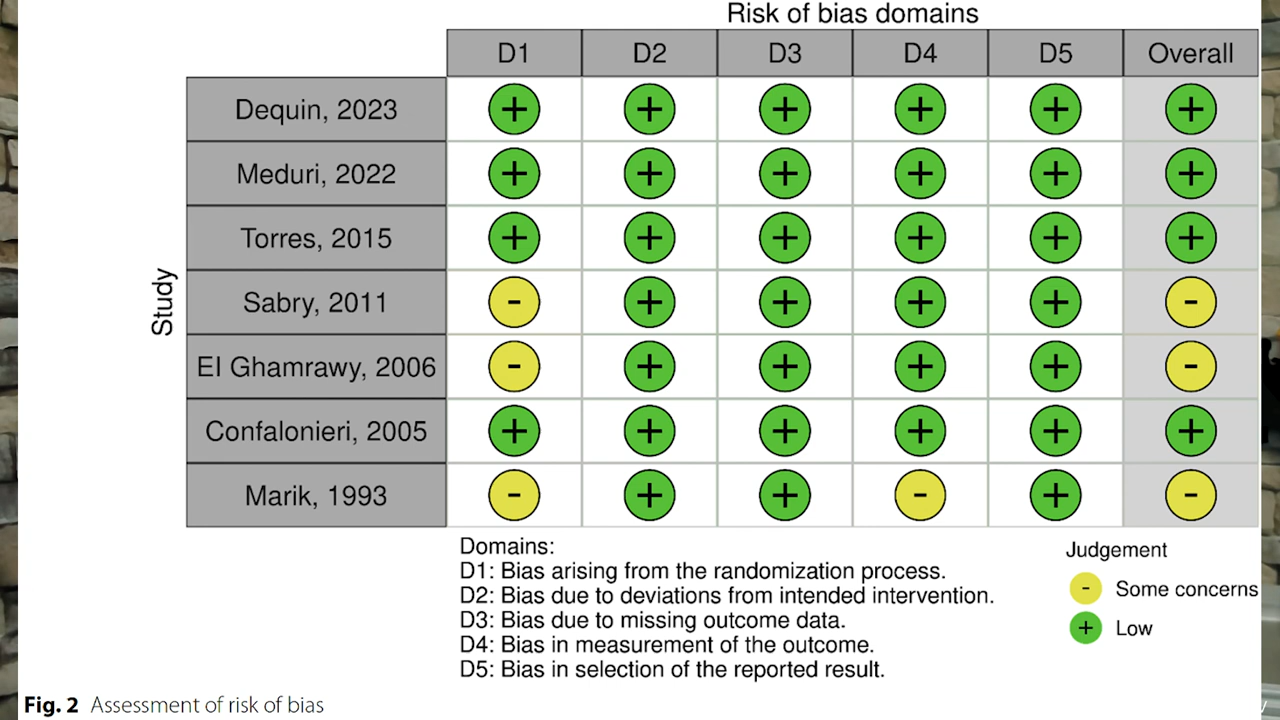 Risk of bias domains
D1 D2 D3 D4 D5 Overall
Study
Dequin, 2023 + + + + + +
Meduri, 2022 + + + + + +
Torres, 2015 + + + + + +
Sabry, 2011 - + + + + -
El Ghamrawy, 2006 - + + + + -
Confalonieri, 2005 + + + + + +
Marik, 1993 - + + - + -
Domains:
D1: Bias arising from the randomization process.
D2: Bias due to deviations from intended intervention.
D3: Bias due to missing outcome data.
D4: Bias in measurement of the outcome.
D5: Bias in selection of the reported result.
Judgement
- Some concerns
+ Low
Fig. 2 Assessment of risk of bias